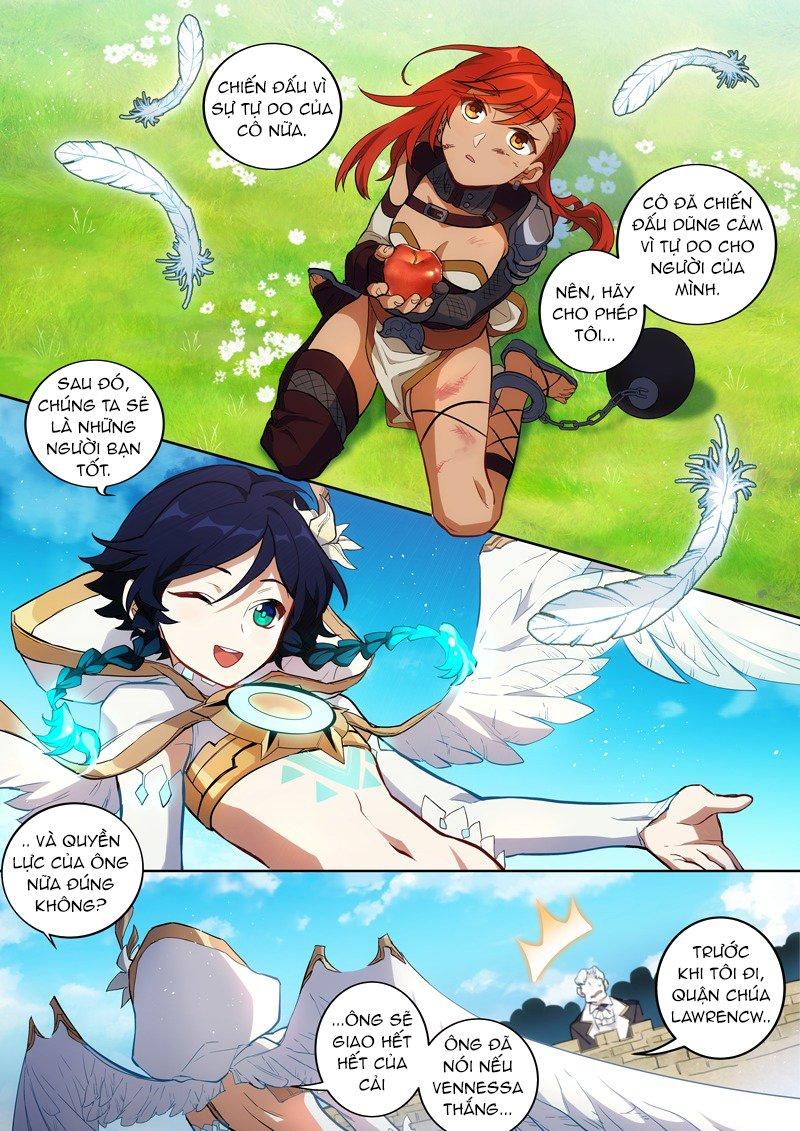 CÔ ĐÃ CHIẾN
ĐẤU DŨNG CẢM
VÌ TỰ DO CHO
NGƯỜI CỦA
MÌNH.
NÊN, HÃY
CHO PHÉP
TÔI...
CHIẾN ĐẤU VÌ
SỰ TỰ DO CỦA
CÔ NỮA.
SAU ĐÓ,
CHÚNG TA SẼ
LÀ NHỮNG
NGƯỜI BẠN
TỐT.
TRƯỚC
KHI TÔI ĐI,
QUẬN CHÚA
LAWRENCW..
ÔNG ĐÃ
NÓI NẾU
VENNESSA
THẮNG...
...ÔNG SẼ
GIAO HẾT
HẾT CỦA
CẢI
.. VÀ QUYỀN
LỰC CỦA ÔNG
NỮA ĐÚNG
KHÔNG?